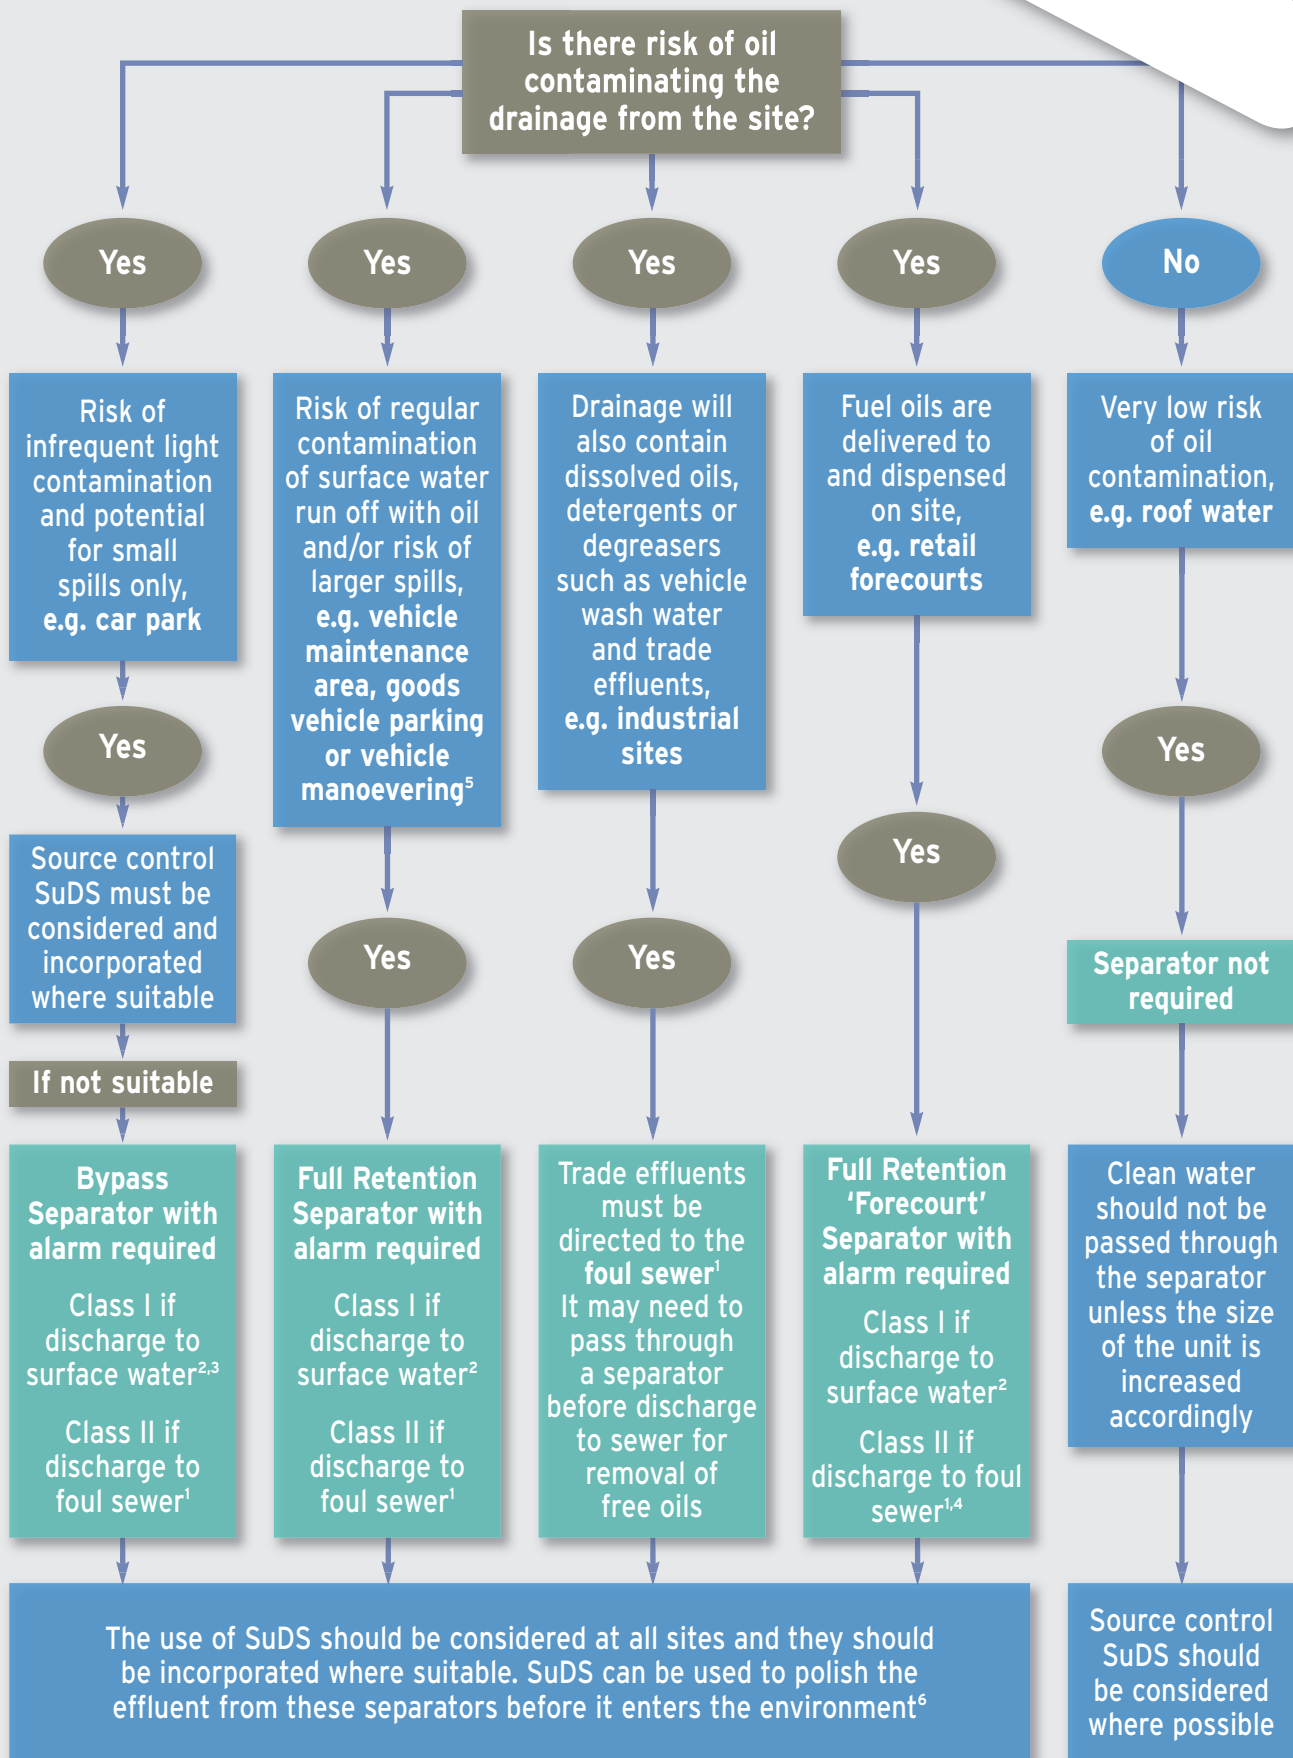 Is there risk of oil
contaminating the
drainage from the site?
Yes
Yes
Yes
Yes
No
Risk of
infrequent light
contamination
and potential
for small
spills only,
e.g. car park
Risk of regular
contamination
of surface water
run off with oil
and/or risk of
larger spills,
e.g. vehicle
maintenance
area, goods
vehicle parking
or vehicle
manoevering⁵
Drainage will
also contain
dissolved oils,
detergents or
degreasers
such as vehicle
wash water
and trade
effluents,
e.g. industrial
sites
Fuel oils are
delivered to
and dispensed
on site,
e.g. retail
forecourts
Very low risk
of oil
contamination,
e.g. roof water
Yes
Yes
Yes
Yes
Yes
Source control
SuDS must be
considered and
incorporated
where suitable
If not suitable
Separator not
required
Bypass
Separator with
alarm required
Class I if
discharge to
surface water²,³
Class II if
discharge to
foul sewer¹
Full Retention
Separator with
alarm required
Class I if
discharge to
surface water²
Class II if
discharge to
foul sewer¹
Trade effluents
must be
directed to the
foul sewer¹
It may need to
pass through
a separator
before discharge
to sewer for
removal of
free oils
Full Retention
‘Forecourt’
Separator with
alarm required
Class I if
discharge to
surface water²
Class II if
discharge to foul
sewer¹,⁴
Clean water
should not be
passed through
the separator
unless the size
of the unit is
increased
accordingly
The use of SuDS should be considered at all sites and they should
be incorporated where suitable. SuDS can be used to polish the
effluent from these separators before it enters the environment⁶
Source control
SuDS should
be considered
where possible